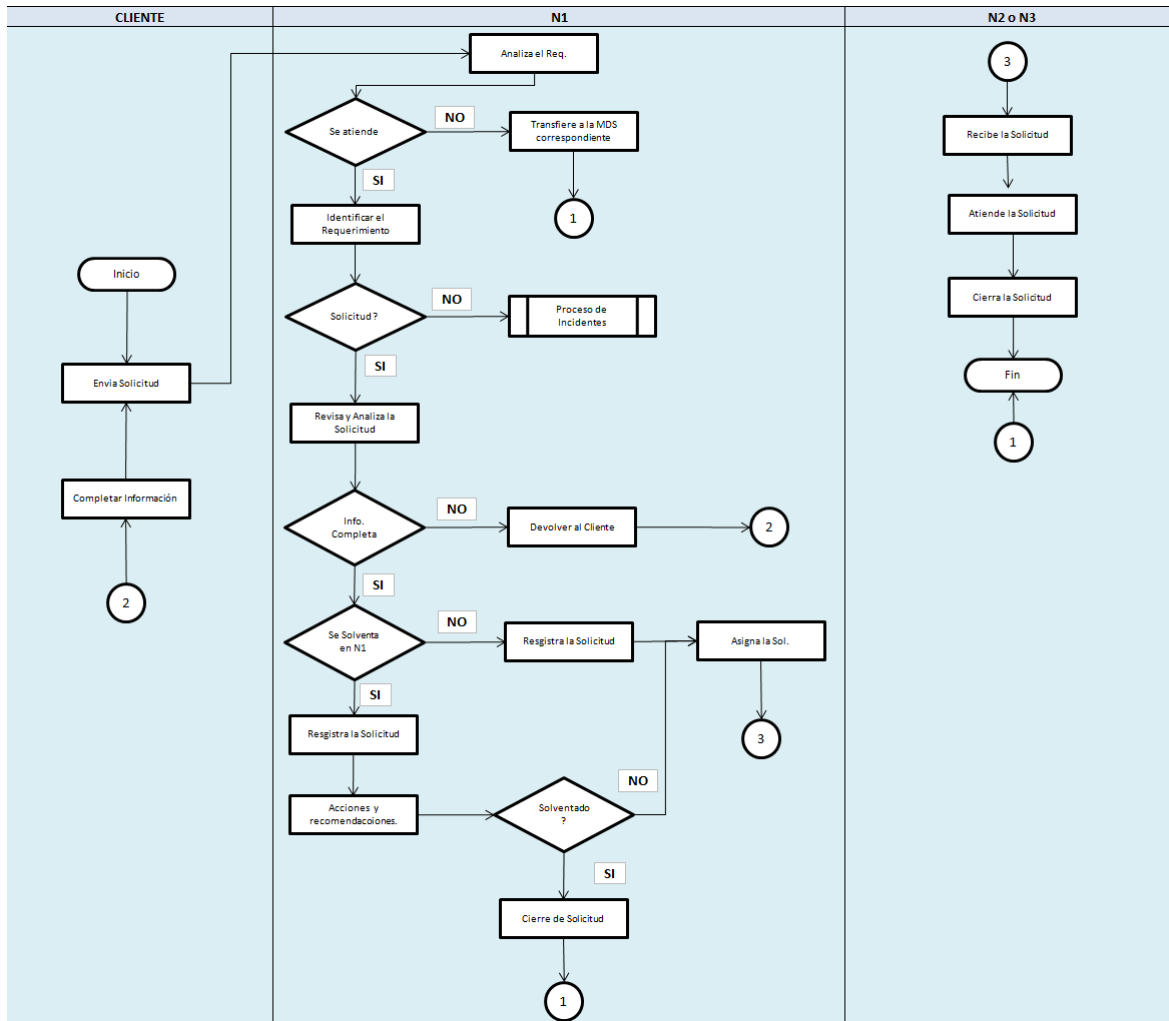 CLIENTE
N1
N2 o N3
Analiza el Req.
3
Se atiende
NO
Transfiere a la MDS
correspondiente
Recibe la Solicitud
SI
Identificar el
Requerimiento
1
Atiende la Solicitud
Inicio
Solicitud?
NO
Proceso de
Incidentes
Cierra la Solicitud
SI
Envia Solicitud
Fin
Revisa y Analiza la
Solicitud
1
Completar Información
Info.
Completa
NO
Devolver al Cliente
2
SI
2
Se Solventa
en N1
NO
Resgistra la Solicitud
Asigna la Sol.
SI
Resgistra la Solicitud
3
NO
Acciones y
recomendacciones.
Solventado
?
SI
Cierre de Solicitud
1